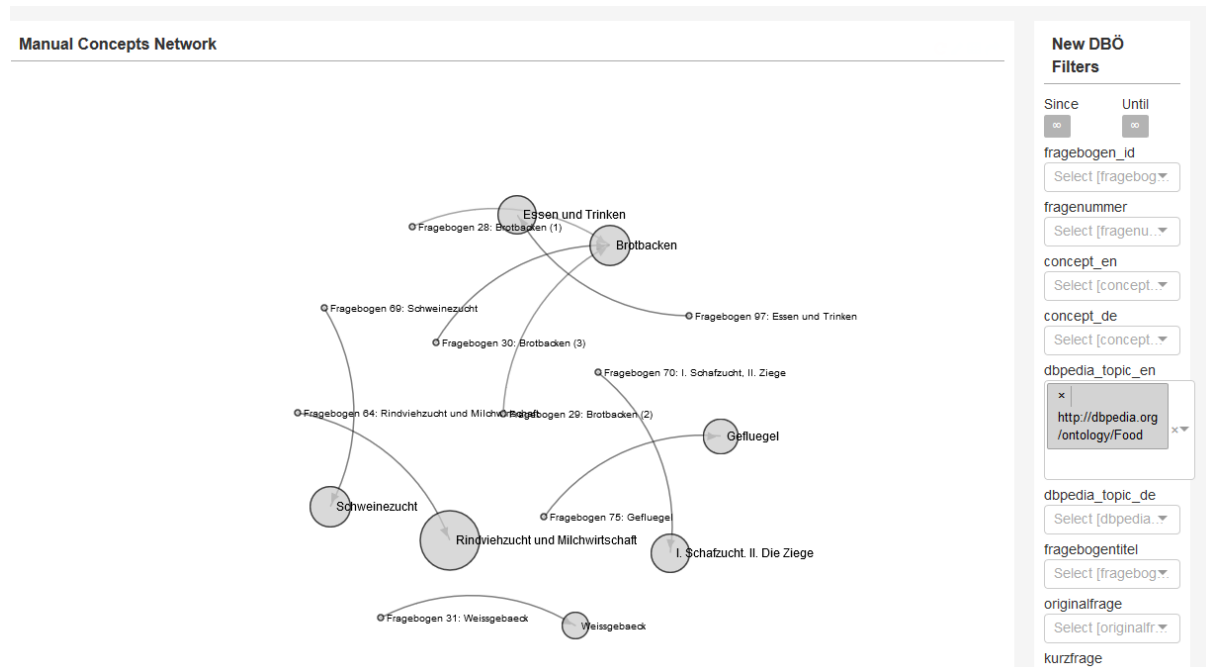 Manual Concepts Network
Essen und Trinken
Fragebogen 28: Brotbacken (1)
Brotbacken
Fragebogen 69: Schweinezucht
Fragebogen 97: Essen und Trinken
Fragebogen 30: Brotbacken (3)
Fragebogen 70: I. Schafzucht, II. Ziege
Fragebogen 64: Rindviehzucht und Milchwirtschaft
Fragebogen 29: Brotbacken (2)
Gefluegel
Schweinezucht
Fragebogen 75: Gefluegel
Rindviehzucht und Milchwirtschaft
I. Schafzucht. II. Die Ziege
Fragebogen 31: Weissgebaeck
Weissgebaeck
New DBÖ
Filters
Since Until
∞ ∞
fragebogen_id
Select [fragebog...
fragenummer
Select [fragenu...
concept_en
Select [concept...
concept_de
Select [concept...
dbpedia_topic_en
×
http://dbpedia.org
/ontology/Food
×
dbpedia_topic_de
Select [dbpedia...
fragebogentitel
Select [fragebog...
originalfrage
Select [originalfr...
kurzfrage